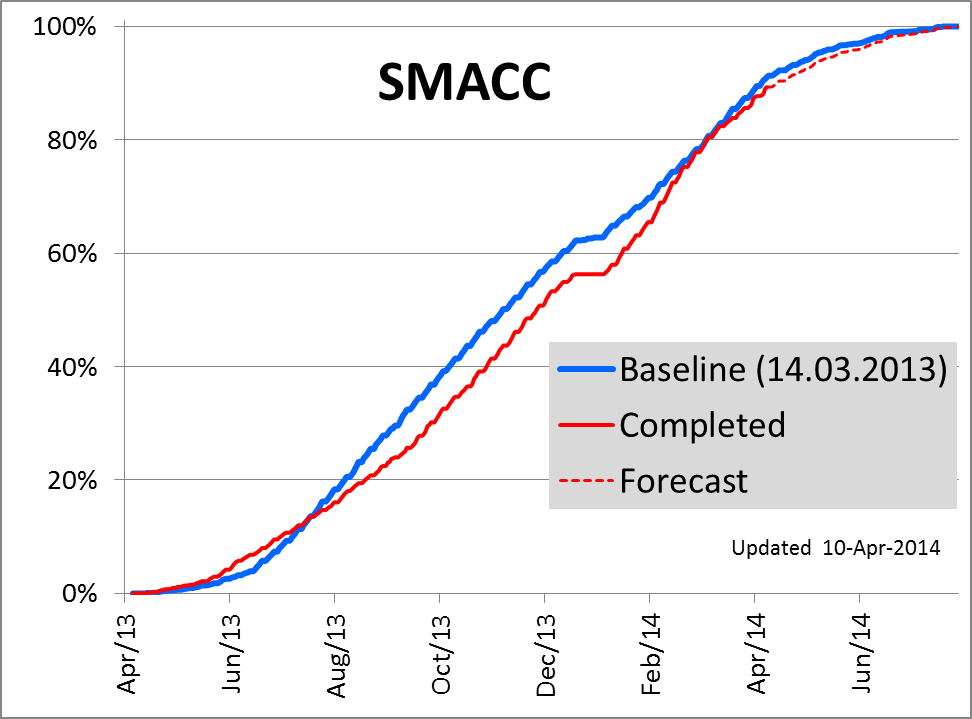 SMACC
100%
80%
60%
40%
20%
0%
Baseline (14.03.2013)
Completed
Forecast
Updated 10-Apr-2014
Apr/13
Jun/13
Aug/13
Oct/13
Dec/13
Feb/14
Apr/14
Jun/14